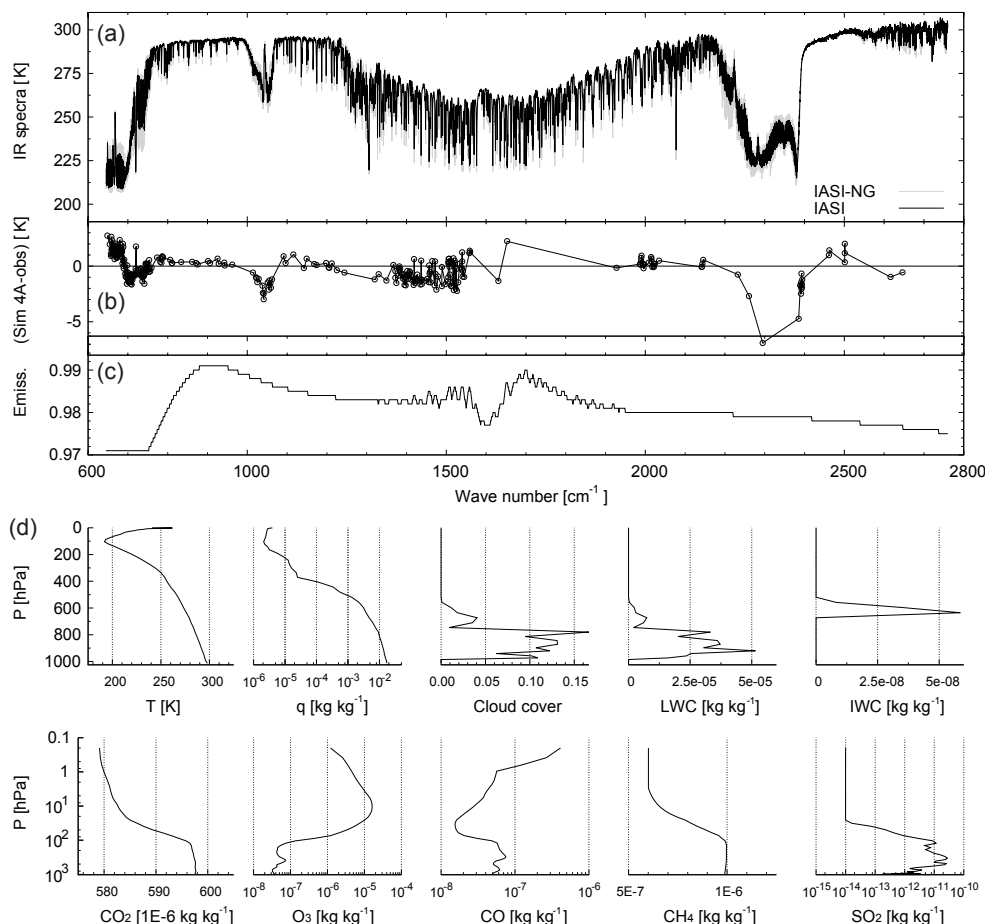 (a)
300
275
250
225
200
IR specra [ K]
IASI-NG
IASI
(Sim 4A-obs) [K]
0
-5
(b)
Emiss.
0.99
0.98
0.97
(c)
600 1000 1500 2000 2500 2800
Wave number [cm-1]
(d)
P [hPa]
0
200
400
600
800
1000
200 250 300
10-6 10-5 10-4 10-3 10-2
0.00 0.05 0.10 0.15
0 2.5e-05 5e-05
0 2.5e-08 5e-08
T [K] q [kg kg-1] Cloud cover LWC [kg kg-1] IWC [kg kg-1]
P [hPa]
0.1
1
10¹
10²
10³
580 590 600
10-8 10-7 10-6 10-5 10-4
10-8 10-7 10-6
5E-7 1E-6
10-15 10-14 10-13 10-12 10-11 10-10
CO2 [1E-6 kg kg-1] O3 [kg kg-1] CO [kg kg-1] CH4 [kg kg-1] SO2 [kg kg-1]